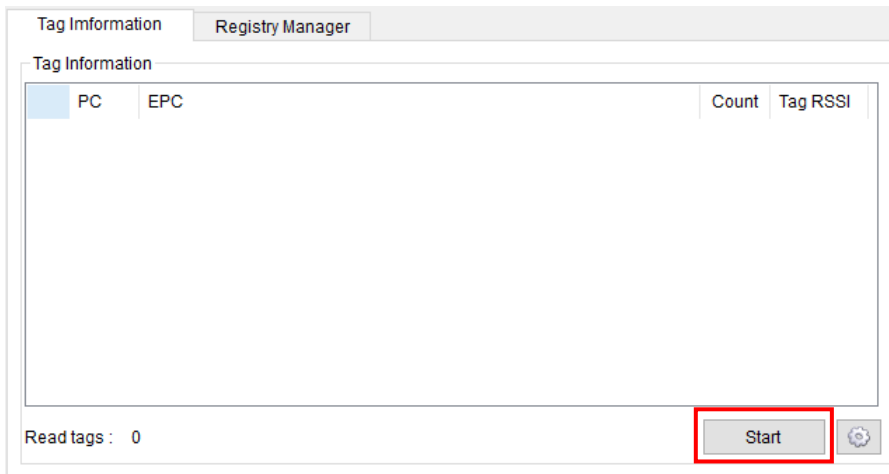 Tag Imformation Registry Manager
Tag Information
PC EPC Count Tag RSSI
Read tags : 0 Start